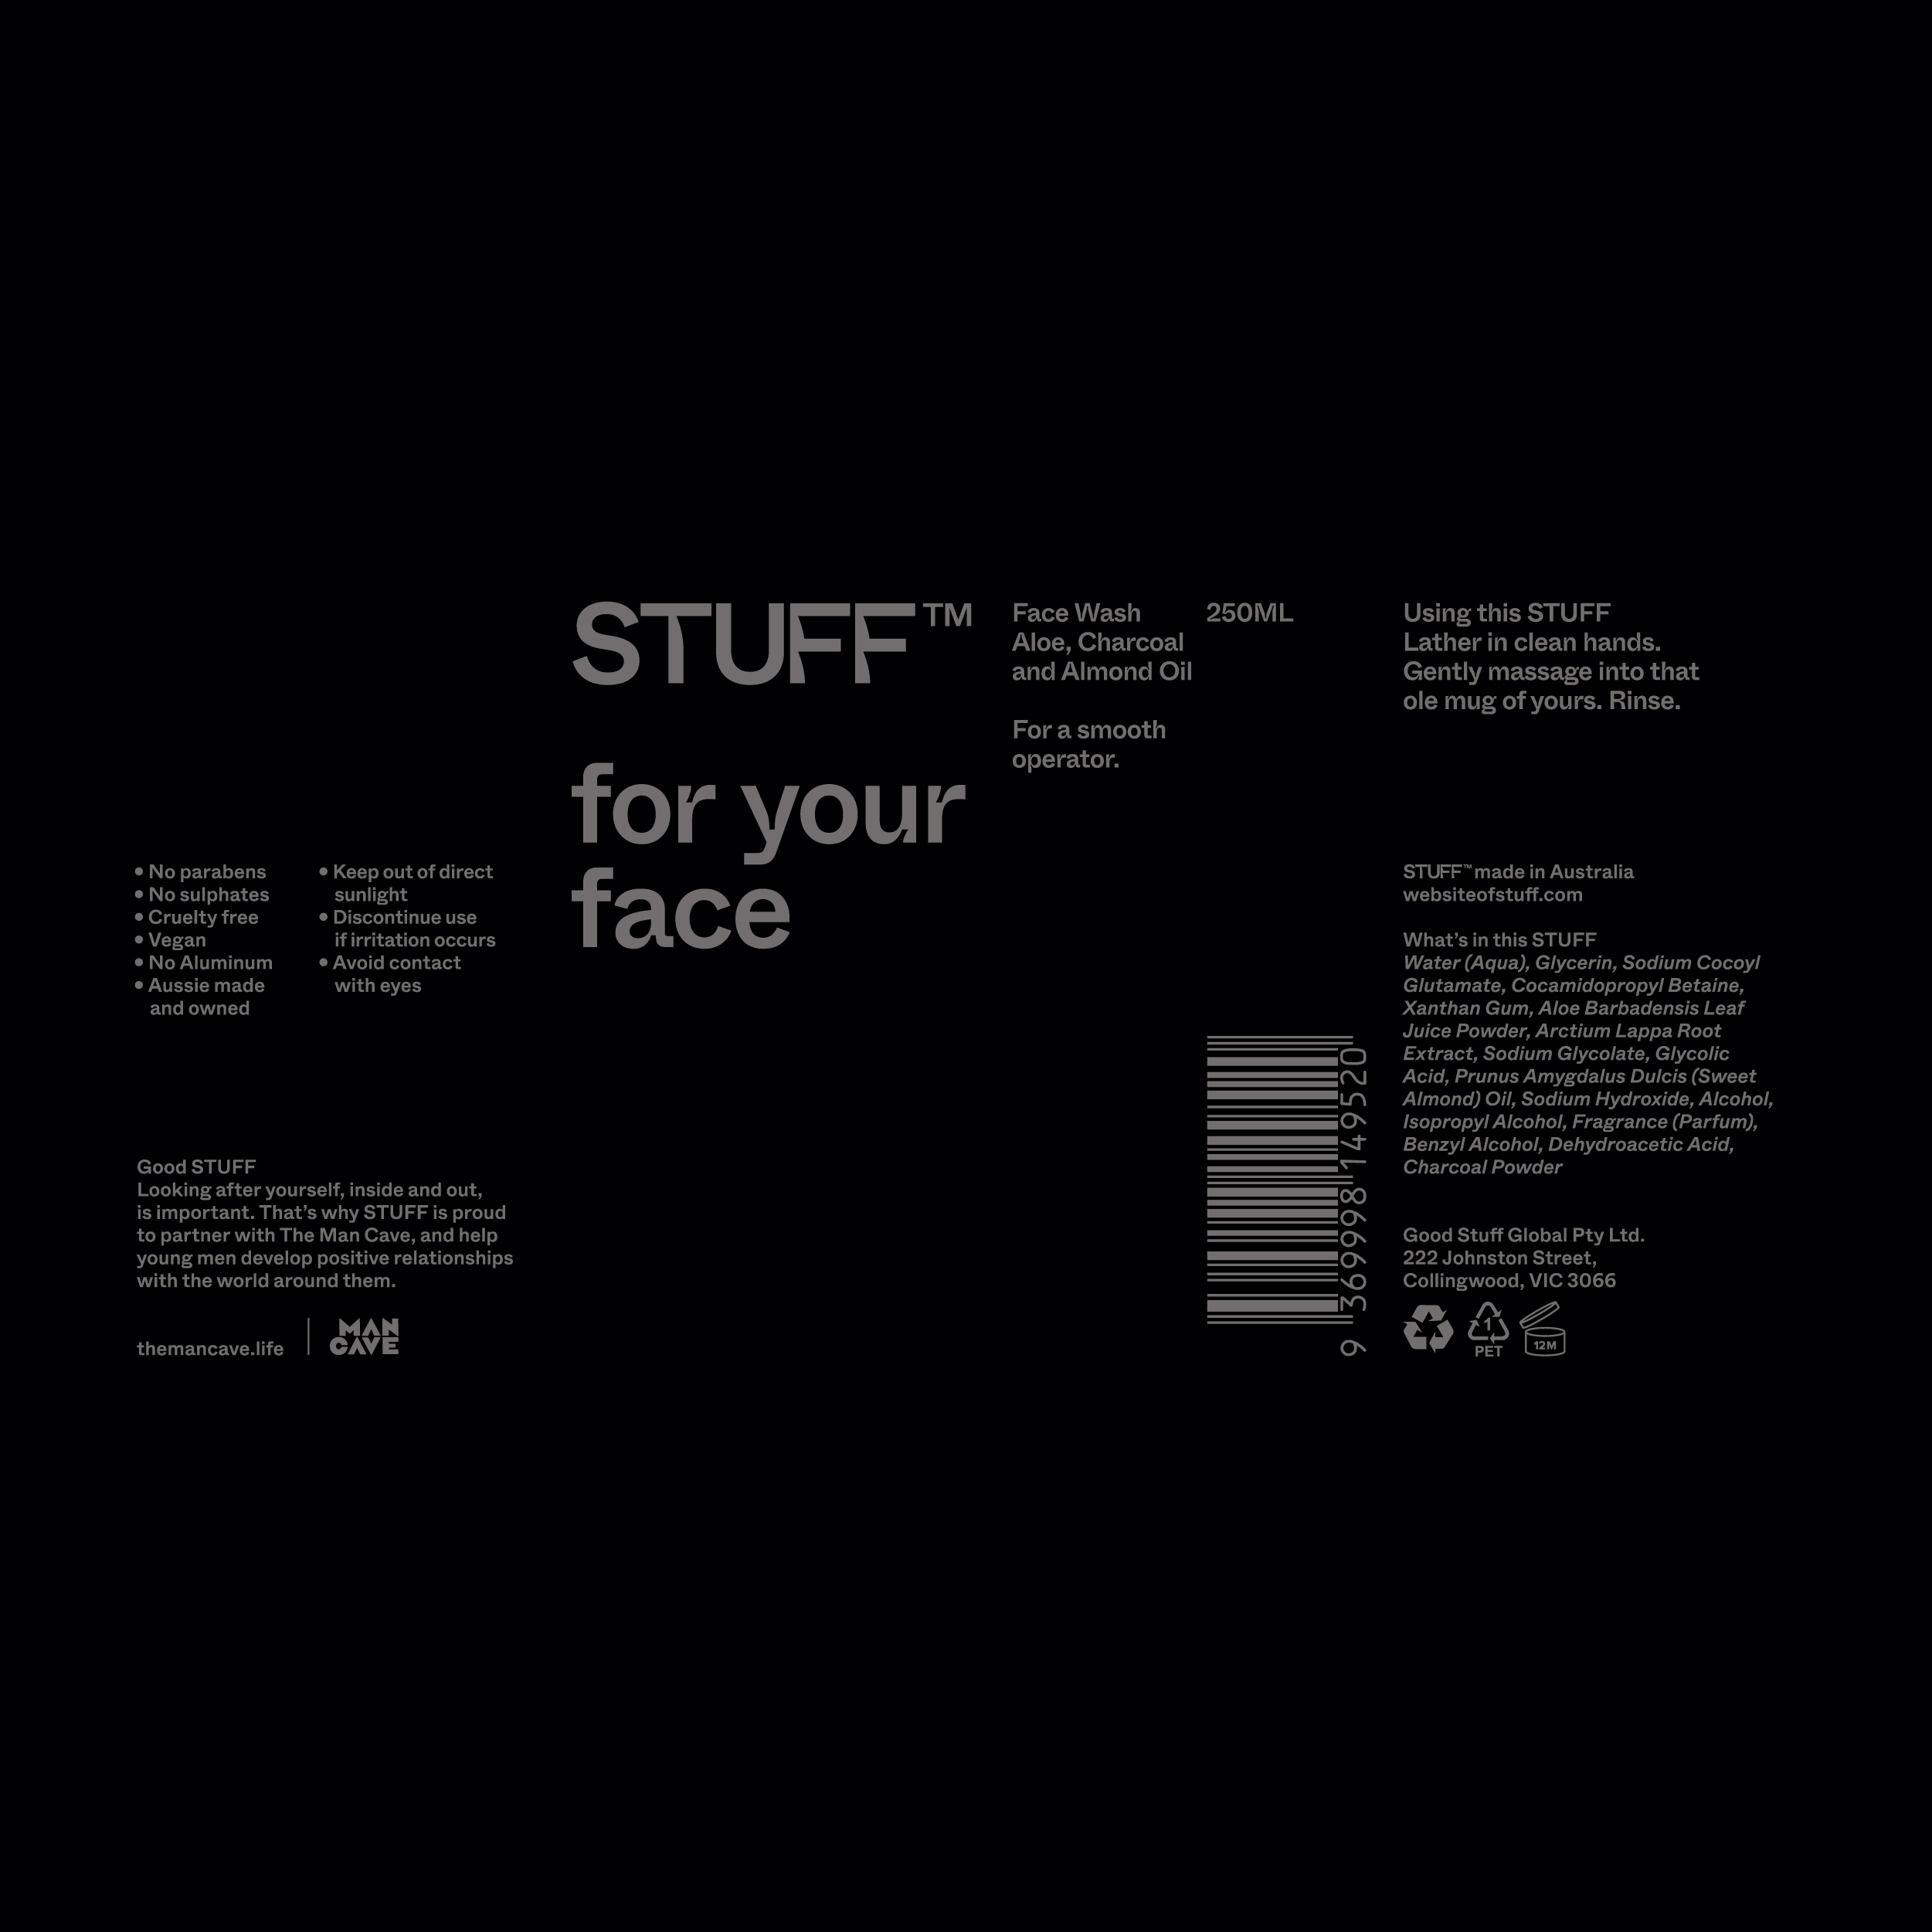 STUFF™
for your
face
Face Wash
Aloe, Charcoal
and Almond Oil
For a smooth
operator.
250ML
Using this STUFF
Lather in clean hands.
Gently massage into that
ole mug of yours. Rinse.
• No parabens
• No sulphates
• Cruelty free
• Vegan
• No Aluminum
• Aussie made
and owned
• Keep out of direct
sunlight
• Discontinue use
if irritation occurs
• Avoid contact
with eyes
Good STUFF
Looking after yourself, inside and out,
is important. That’s why STUFF is proud
to partner with The Man Cave, and help
young men develop positive relationships
with the world around them.
themancave.life
MAN
CAVE
9 369998 149520
STUFF™ made in Australia
websiteofstuff.com
What’s in this STUFF
Water (Aqua), Glycerin, Sodium Cocoyl
Glutamate, Cocamidopropyl Betaine,
Xanthan Gum, Aloe Barbadensis Leaf
Juice Powder, Arctium Lappa Root
Extract, Sodium Glycolate, Glycolic
Acid, Prunus Amygdalus Dulcis (Sweet
Almond) Oil, Sodium Hydroxide, Alcohol,
Isopropyl Alcohol, Fragrance (Parfum),
Benzyl Alcohol, Dehydroacetic Acid,
Charcoal Powder
Good Stuff Global Pty Ltd.
222 Johnston Street,
Collingwood, VIC 3066
1
PET
12M